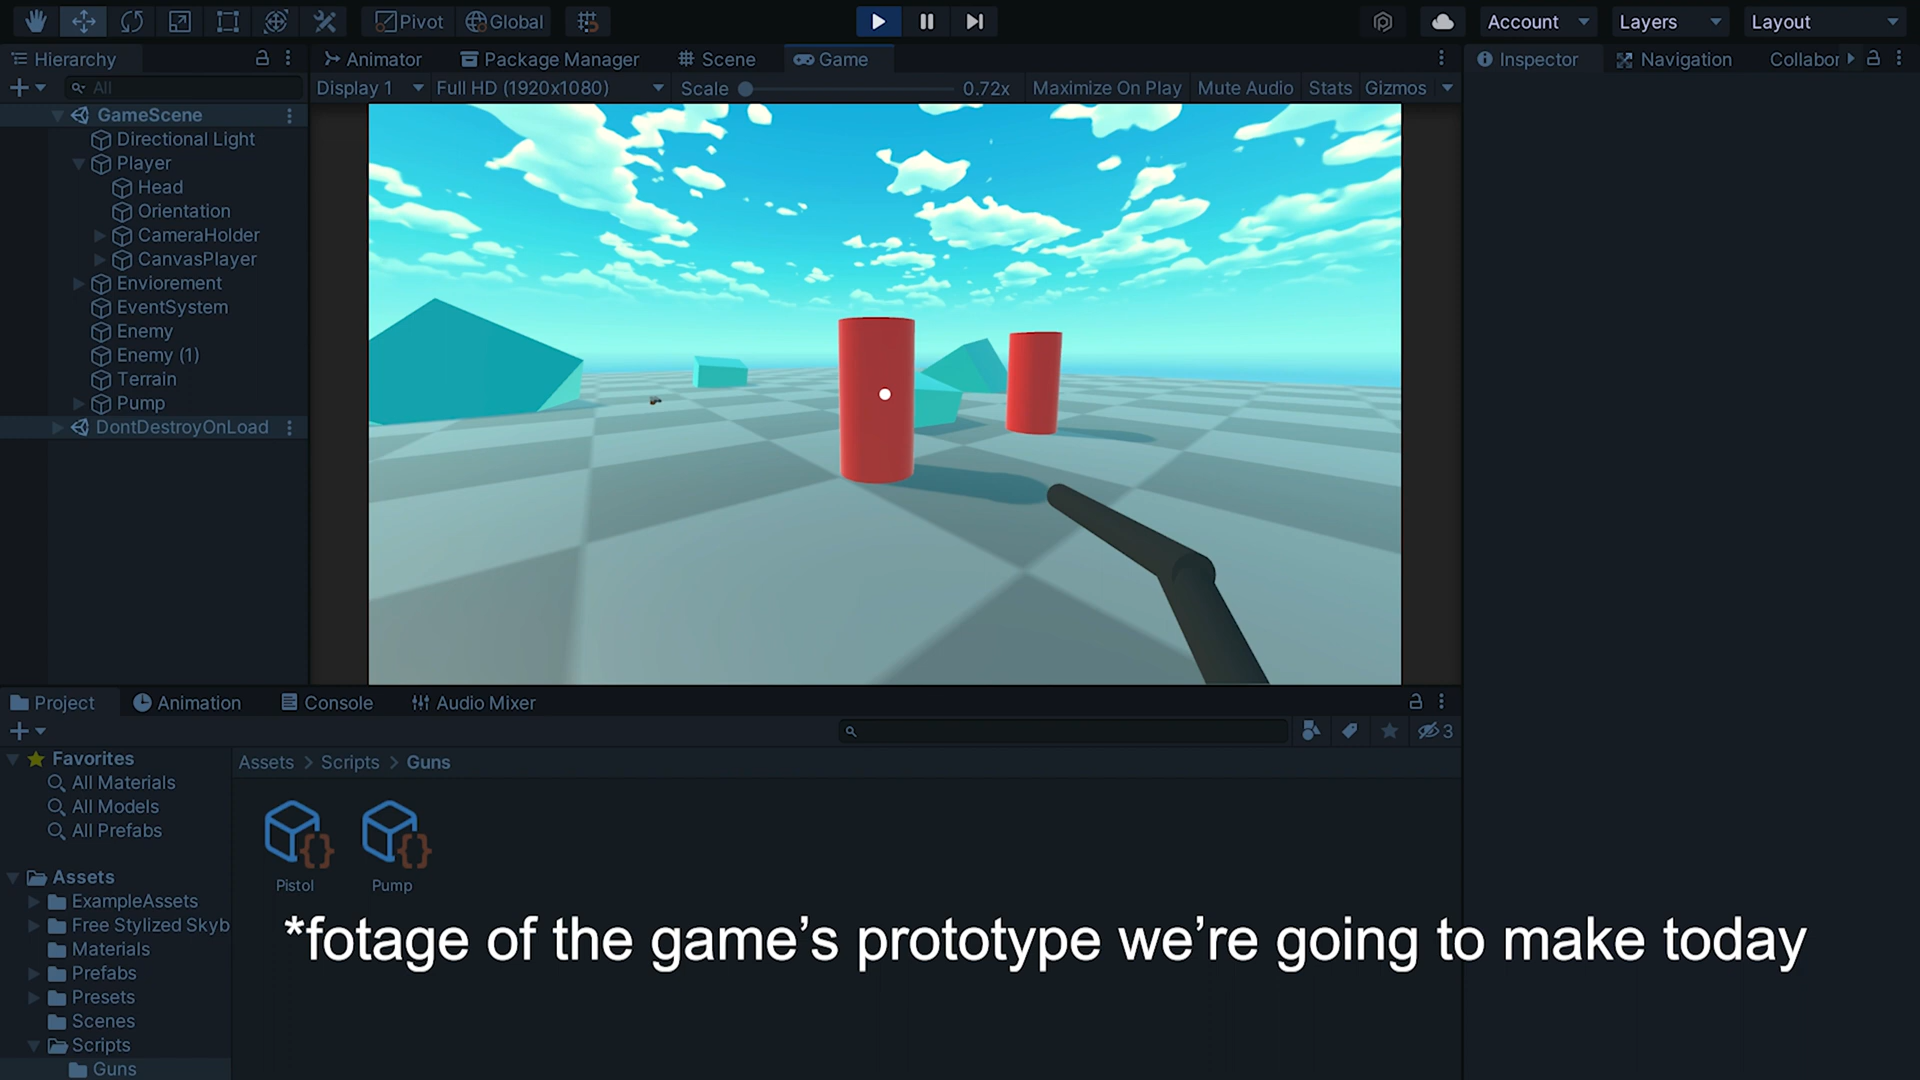 Pivot Global Account Layers Layout
Hierarchy Animator Package Manager Scene Game Inspector Navigation Collabor
All Display 1 Full HD (1920x1080) Scale 0.72x Maximize On Play Mute Audio Stats Gizmos
GameScene
Directional Light
Player
Head
Orientation
CameraHolder
CanvasPlayer
Enviorement
EventSystem
Enemy
Enemy (1)
Terrain
Pump
DontDestroyOnLoad
Project Animation Console Audio Mixer
3
Favorites
All Materials
All Models
All Prefabs
Assets
ExampleAssets
Free Stylized Skyb
Materials
Prefabs
Presets
Scenes
Scripts
Guns
Assets > Scripts > Guns
Pistol Pump
*fotage of the game's prototype we're going to make today